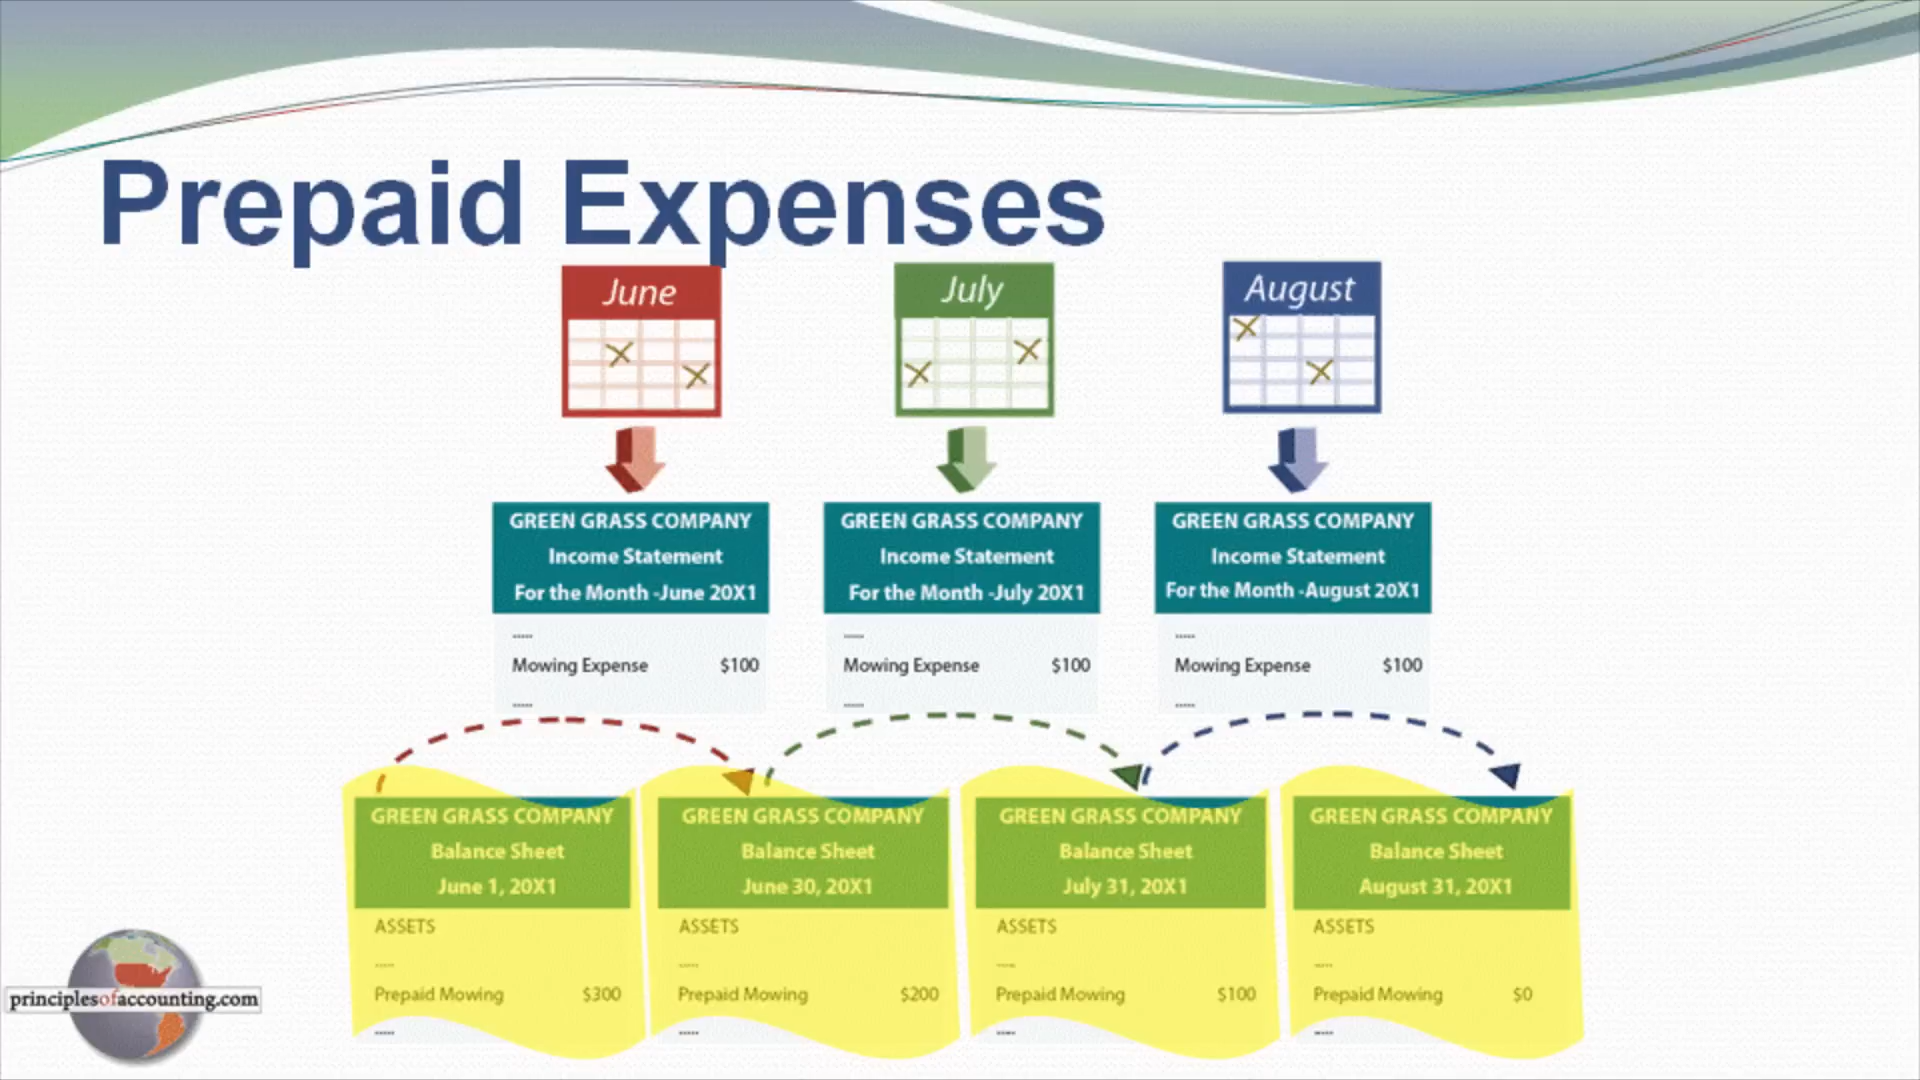 Prepaid Expenses
June
July
August
GREEN GRASS COMPANY
Income Statement
For the Month -June 20X1
.....
Mowing Expense $100
.....
GREEN GRASS COMPANY
Income Statement
For the Month -July 20X1
.....
Mowing Expense $100
.....
GREEN GRASS COMPANY
Income Statement
For the Month -August 20X1
.....
Mowing Expense $100
.....
GREEN GRASS COMPANY
Balance Sheet
June 1, 20X1
ASSETS
.....
Prepaid Mowing $300
.....
GREEN GRASS COMPANY
Balance Sheet
June 30, 20X1
ASSETS
.....
Prepaid Mowing $200
.....
GREEN GRASS COMPANY
Balance Sheet
July 31, 20X1
ASSETS
.....
Prepaid Mowing $100
.....
GREEN GRASS COMPANY
Balance Sheet
August 31, 20X1
ASSETS
.....
Prepaid Mowing $0
.....
principlesofaccounting.com